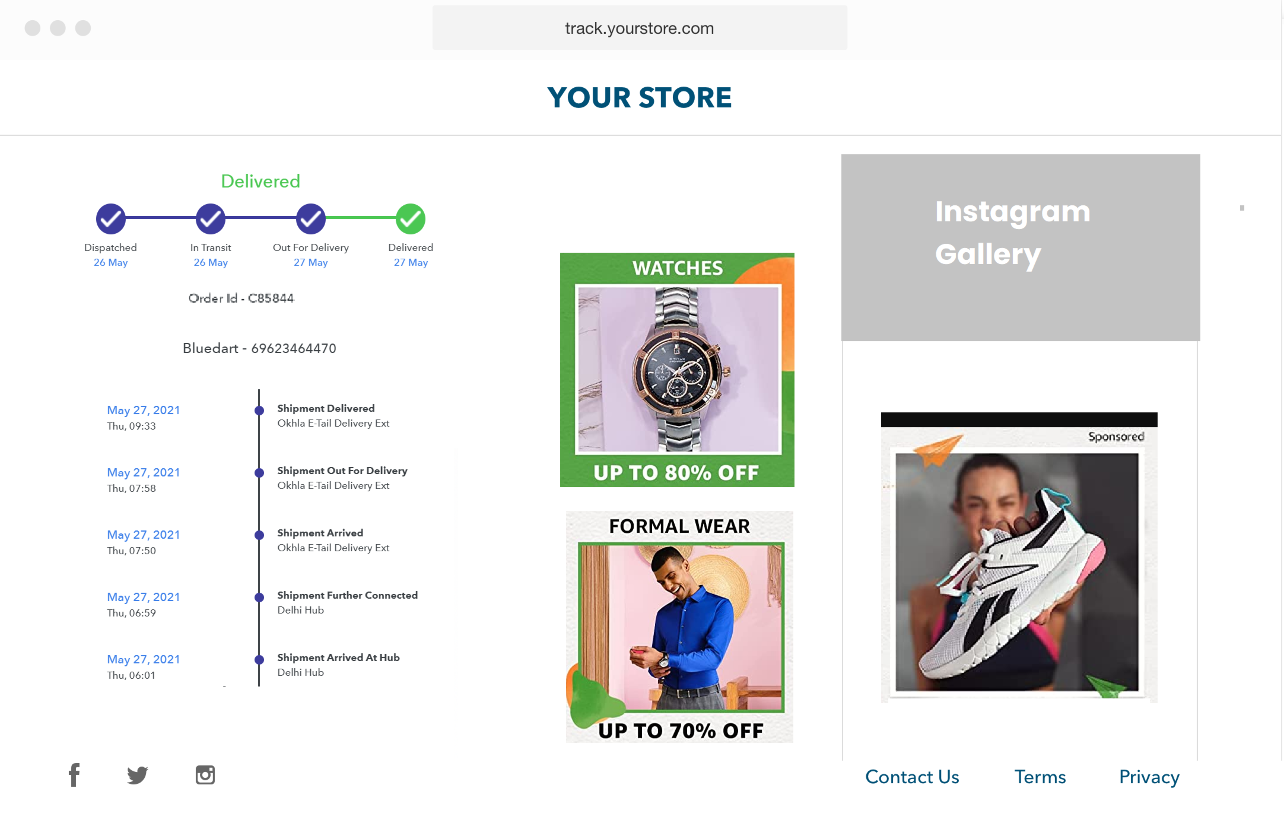 track.yourstore.com
YOUR STORE
Delivered
Dispatched
26 May
In Transit
26 May
Out For Delivery
27 May
Delivered
27 May
Order Id - C85844
Bluedart - 69623464470
May 27, 2021
Thu, 09:33
Shipment Delivered
Okhla E-Tail Delivery Ext
May 27, 2021
Thu, 07:58
Shipment Out For Delivery
Okhla E-Tail Delivery Ext
May 27, 2021
Thu, 07:50
Shipment Arrived
Okhla E-Tail Delivery Ext
May 27, 2021
Thu, 06:59
Shipment Further Connected
Delhi Hub
May 27, 2021
Thu, 06:01
Shipment Arrived At Hub
Delhi Hub
WATCHES
UP TO 80% OFF
FORMAL WEAR
UP TO 70% OFF
Instagram
Gallery
Sponsored
Contact Us
Terms
Privacy